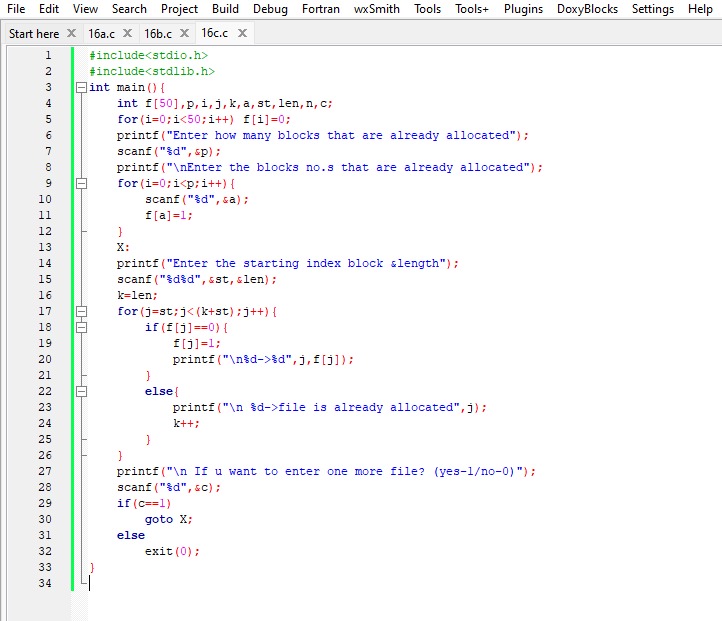 File Edit View Search Project Build Debug Fortran wxSmith Tools Tools+ Plugins DoxyBlocks Settings Help
Start here X 16a.c X 16b.c X 16c.c X
1 #include<stdio.h>
2 #include<stdlib.h>
3 int main(){
4 int f[50],p,i,j,k,a,st,len,n,c;
5 for(i=0;i<50;i++) f[i]=0;
6 printf("Enter how many blocks that are already allocated");
7 scanf("%d",&p);
8 printf("\nEnter the blocks no.s that are already allocated");
9 for(i=0;i<p;i++){
10 scanf("%d",&a);
11 f[a]=1;
12 }
13 X:
14 printf("Enter the starting index block &length");
15 scanf("%d%d",&st,&len);
16 k=len;
17 for(j=st;j<(k+st);j++){
18 if(f[j]==0){
19 f[j]=1;
20 printf("\n%d->%d",j,f[j]);
21 }
22 else{
23 printf("\n %d->file is already allocated",j);
24 k++;
25 }
26 }
27 printf("\n If u want to enter one more file? (yes-1/no-0)");
28 scanf("%d",&c);
29 if(c==1)
30 goto X;
31 else
32 exit(0);
33 }
34